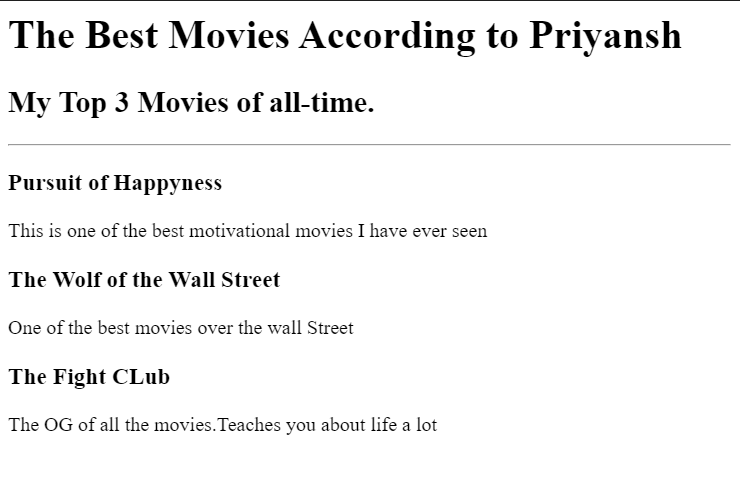 The Best Movies According to Priyansh
My Top 3 Movies of all-time.
Pursuit of Happyness
This is one of the best motivational movies I have ever seen
The Wolf of the Wall Street
One of the best movies over the wall Street
The Fight CLub
The OG of all the movies.Teaches you about life a lot